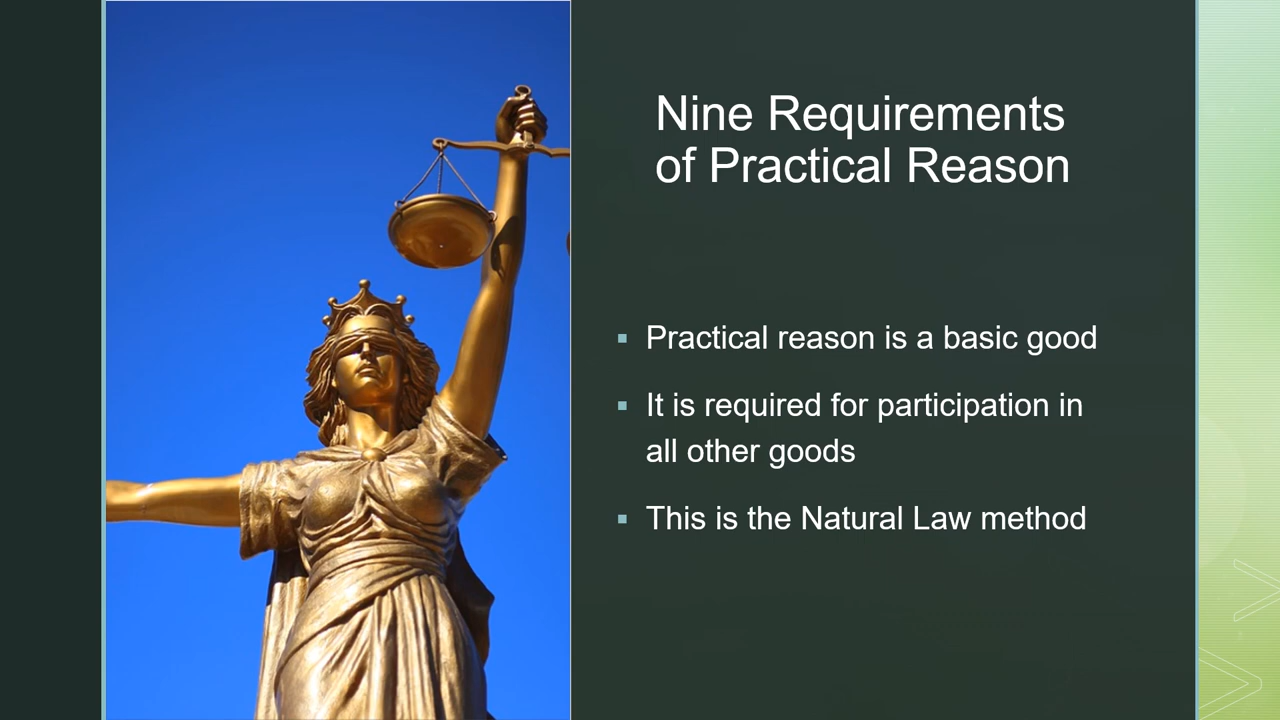 Nine Requirements
of Practical Reason
Practical reason is a basic good
It is required for participation in
all other goods
This is the Natural Law method